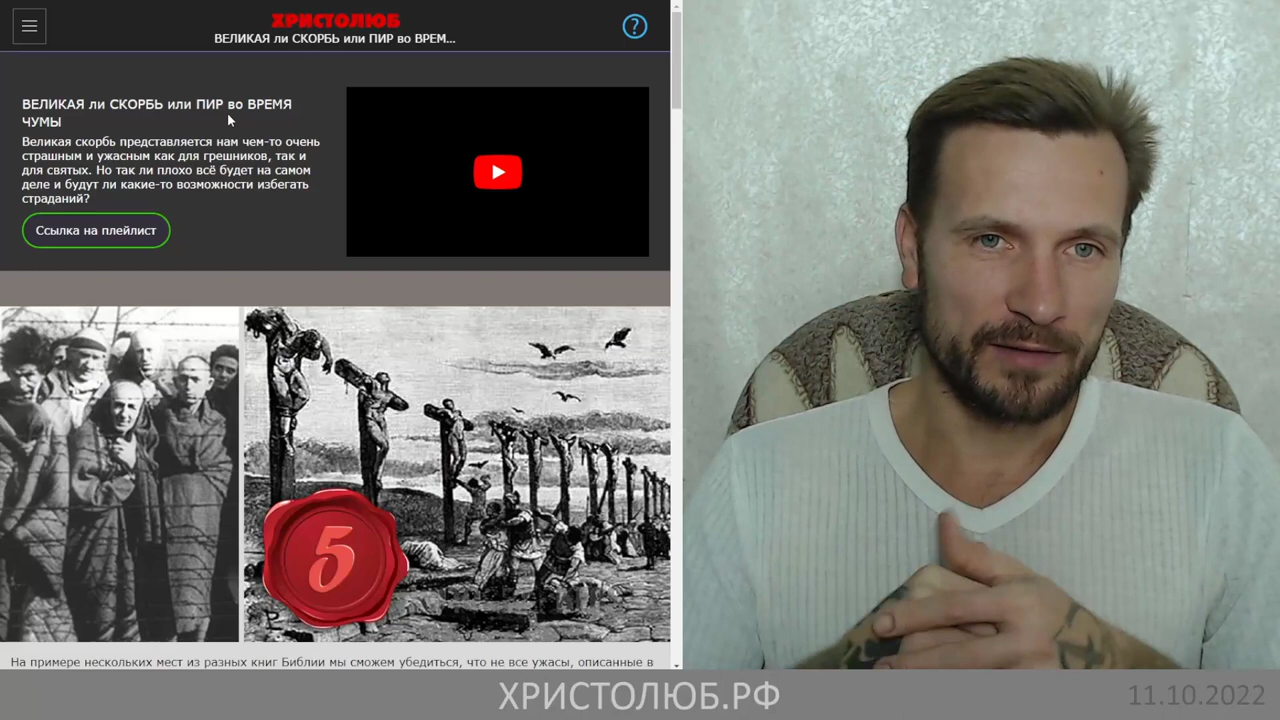 ХРИСТОЛЮБ
ВЕЛИКАЯ ли СКОРБЬ или ПИР во ВРЕМ...
?
ВЕЛИКАЯ ли СКОРБЬ или ПИР во ВРЕМЯ
ЧУМЫ
Великая скорбь представляется нам чем-то очень
страшным и ужасным как для грешников, так и
для святых. Но так ли плохо всё будет на самом
деле и будут ли какие-то возможности избегать
страданий?
Ссылка на плейлист
5
На примере нескольких мест из разных книг Библии мы сможем убедиться, что не все ужасы, описанные в
ХРИСТОЛЮБ.РФ
11.10.2022